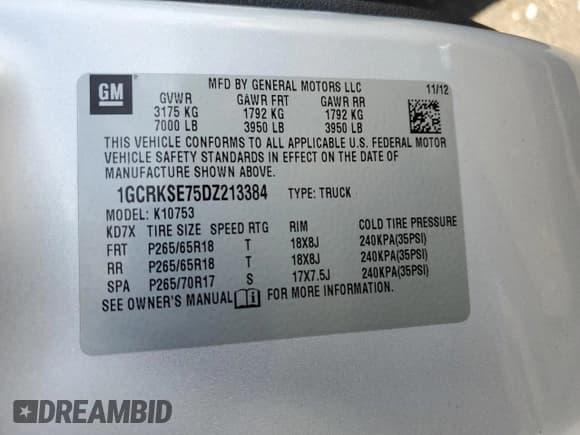 GM
MFD BY GENERAL MOTORS LLC 11/12
GVWR GAWR FRT GAWR RR
3175 KG 1792 KG 1792 KG
7000 LB 3950 LB 3950 LB
THIS VEHICLE CONFORMS TO ALL APPLICABLE U.S. FEDERAL MOTOR
VEHICLE SAFETY STANDARDS IN EFFECT ON THE DATE OF
MANUFACTURE SHOWN ABOVE.
1GCRKSE75DZ213384 TYPE: TRUCK
MODEL: K10753
KD7X TIRE SIZE SPEED RTG RIM COLD TIRE PRESSURE
FRT P265/65R18 T 18X8J 240KPA(35PSI)
RR P265/65R18 T 18X8J 240KPA(35PSI)
SPA P265/70R17 S 17X7.5J 240KPA(35PSI)
SEE OWNER'S MANUAL FOR MORE INFORMATION.
DREAMBID